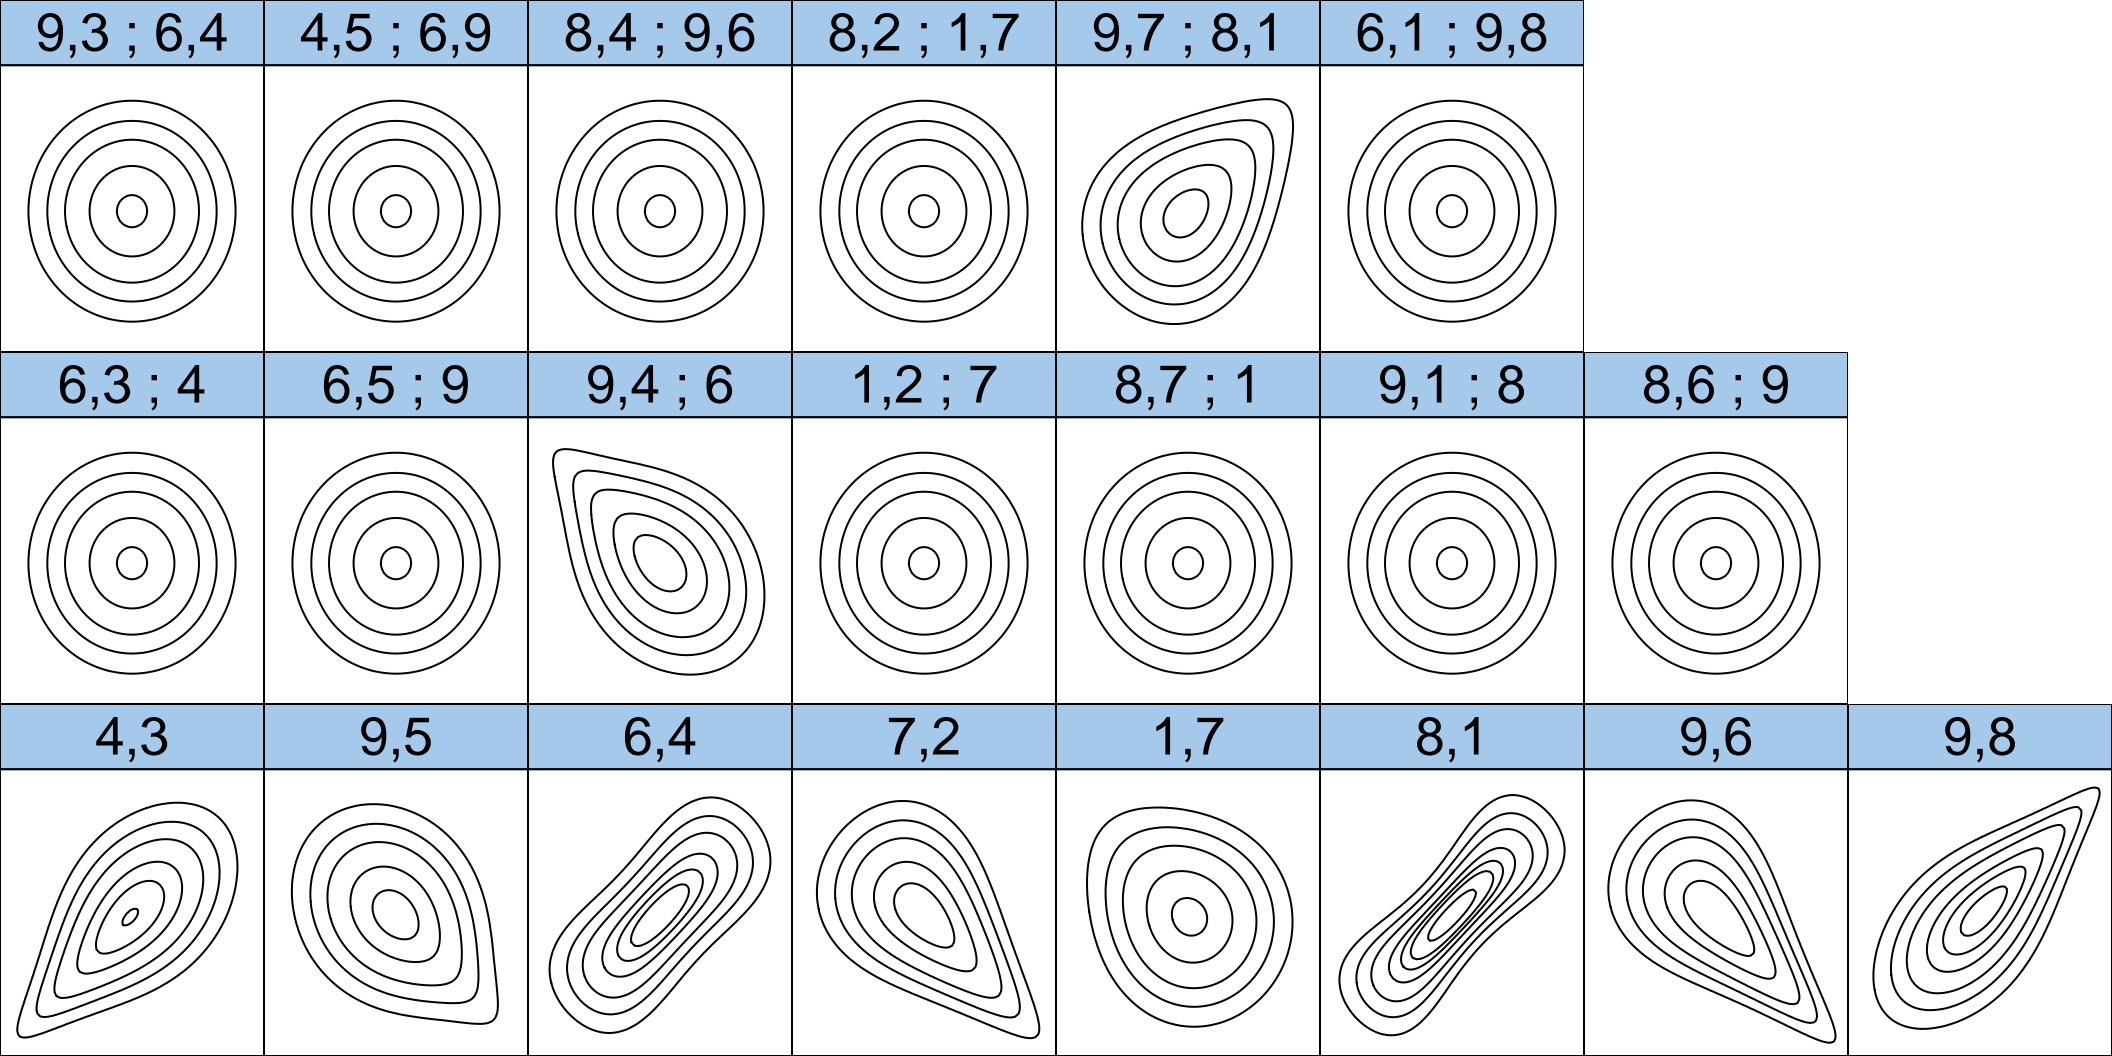 9,3 ; 6,4 4,5 ; 6,9 8,4 ; 9,6 8,2 ; 1,7 9,7 ; 8,1 6,1 ; 9,8
6,3 ; 4 6,5 ; 9 9,4 ; 6 1,2 ; 7 8,7 ; 1 9,1 ; 8 8,6 ; 9
4,3 9,5 6,4 7,2 1,7 8,1 9,6 9,8